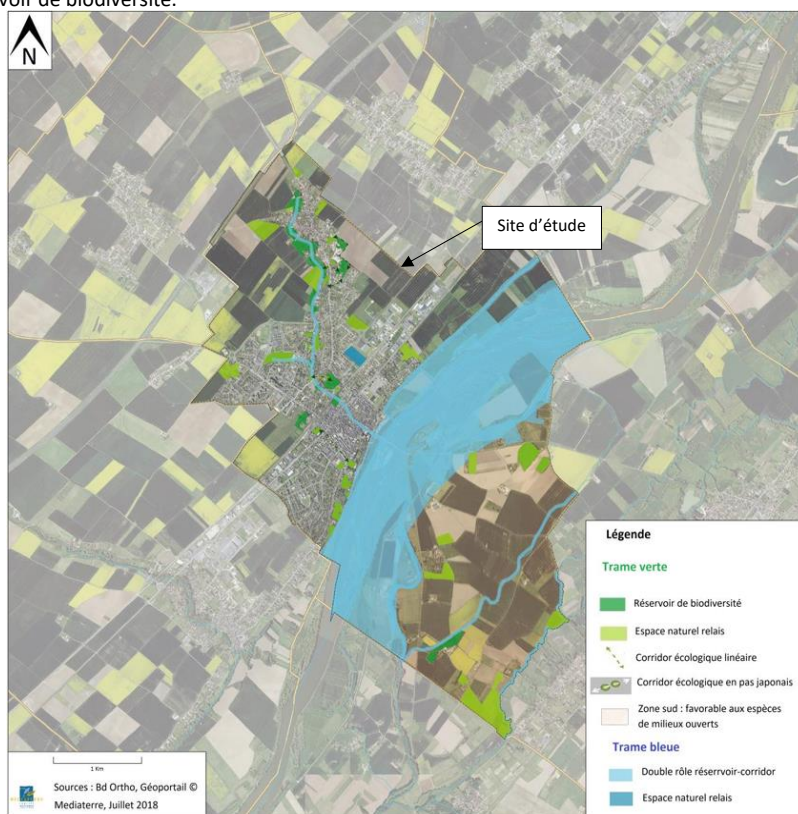 voir de biodiversité.
N
Site d'étude
Légende
Trame verte
Réservoir de biodiversité
Espace naturel relais
Corridor écologique linéaire
Corridor écologique en pas japonais
Zone sud : favorable aux espèces
de milieux ouverts
Trame bleue
Double rôle réservoir-corridor
Espace naturel relais
1 Km
Sources : Bd Ortho, Géoportail ©
Mediaterre, Juillet 2018